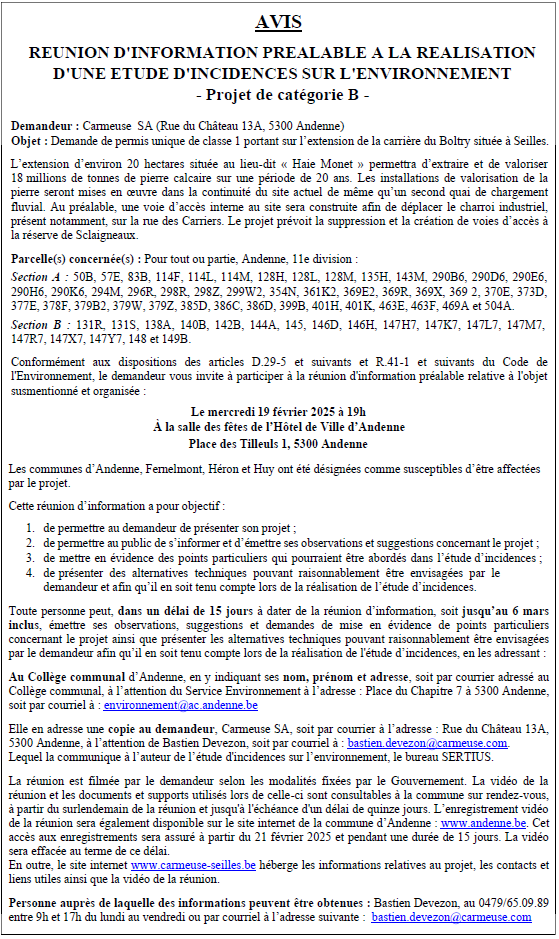 AVIS
REUNION D'INFORMATION PREALABLE A LA REALISATION
D'UNE ETUDE D'INCIDENCES SUR L'ENVIRONNEMENT
- Projet de catégorie B -
Demandeur : Carmeuse SA (Rue du Château 13A, 5300 Andenne)
Objet : Demande de permis unique de classe 1 portant sur l'extension de la carrière du Boltry située à Seilles.
L'extension d'environ 20 hectares située au lieu-dit « Haie Monet » permettra d'extraire et de valoriser
18 millions de tonnes de pierre calcaire sur une période de 20 ans. Les installations de valorisation de la
pierre seront mises en œuvre dans la continuité du site actuel de même qu'un second quai de chargement
fluvial. Au préalable, une voie d'accès interne au site sera construite afin de déplacer le charroi industriel,
présent notamment, sur la rue des Carriers. Le projet prévoit la suppression et la création de voies d'accès à
la réserve de Sclaigneaux.
Parcelle(s) concernée(s) : Pour tout ou partie, Andenne, 11e division :
Section A : 50B, 57E, 83B, 114F, 114L, 114M, 128H, 128L, 128M, 135H, 143M, 290B6, 290D6, 290E6,
290H6, 290K6, 294M, 296R, 298R, 298Z, 299W2, 354N, 361K2, 369E2, 369R, 369X, 369 2, 370E, 373D,
377E, 378F, 379B2, 379W, 379Z, 385D, 386C, 386D, 399B, 401H, 401K, 463E, 463F, 469A et 504A.
Section B : 131R, 131S, 138A, 140B, 142B, 144A, 145, 146D, 146H, 147H7, 147K7, 147L7, 147M7,
147R7, 147X7, 147Y7, 148 et 149B.
Conformément aux dispositions des articles D.29-5 et suivants et R.41-1 et suivants du Code de
l'Environnement, le demandeur vous invite à participer à la réunion d'information préalable relative à l'objet
susmentionné et organisée :
Le mercredi 19 février 2025 à 19h
À la salle des fêtes de l'Hôtel de Ville d'Andenne
Place des Tilleuls 1, 5300 Andenne
Les communes d'Andenne, Fernelmont, Héron et Huy ont été désignées comme susceptibles d'être affectées
par le projet.
Cette réunion d'information a pour objectif :
1. de permettre au demandeur de présenter son projet ;
2. de permettre au public de s'informer et d'émettre ses observations et suggestions concernant le projet ;
3. de mettre en évidence des points particuliers qui pourraient être abordés dans l'étude d'incidences ;
4. de présenter des alternatives techniques pouvant raisonnablement être envisagées par le
demandeur et afin qu'il en soit tenu compte lors de la réalisation de l'étude d'incidences.
Toute personne peut, dans un délai de 15 jours à dater de la réunion d'information, soit jusqu'au 6 mars
inclus, émettre ses observations, suggestions et demandes de mise en évidence de points particuliers
concernant le projet ainsi que présenter les alternatives techniques pouvant raisonnablement être envisagées
par le demandeur afin qu'il en soit tenu compte lors de la réalisation de l'étude d'incidences, en les adressant :
Au Collège communal d'Andenne, en y indiquant ses nom, prénom et adresse, soit par courrier adressé au
Collège communal, à l'attention du Service Environnement à l'adresse : Place du Chapitre 7 à 5300 Andenne,
soit par courriel à : environnement@ac.andenne.be
Elle en adresse une copie au demandeur, Carmeuse SA, soit par courrier à l'adresse : Rue du Château 13A,
5300 Andenne, à l'attention de Bastien Devezon, soit par courriel à : bastien.devezon@carmeuse.com.
Lequel la communique à l'auteur de l'étude d'incidences sur l'environnement, le bureau SERTIUS.
La réunion est filmée par le demandeur selon les modalités fixées par le Gouvernement. La vidéo de la
réunion et les documents et supports utilisés lors de celle-ci sont consultables à la commune sur rendez-vous,
à partir du surlendemain de la réunion et jusqu'à l'échéance d'un délai de quinze jours. L'enregistrement vidéo
de la réunion sera également disponible sur le site internet de la commune d'Andenne : www.andenne.be. Cet
accès aux enregistrements sera assuré à partir du 21 février 2025 et pendant une durée de 15 jours. La vidéo
sera effacée au terme de ce délai.
En outre, le site internet www.carmeuse-seilles.be héberge les informations relatives au projet, les contacts et
liens utiles ainsi que la vidéo de la réunion.
Personne auprès de laquelle des informations peuvent être obtenues : Bastien Devezon, au 0479/65.09.89
entre 9h et 17h du lundi au vendredi ou par courriel à l'adresse suivante : bastien.devezon@carmeuse.com